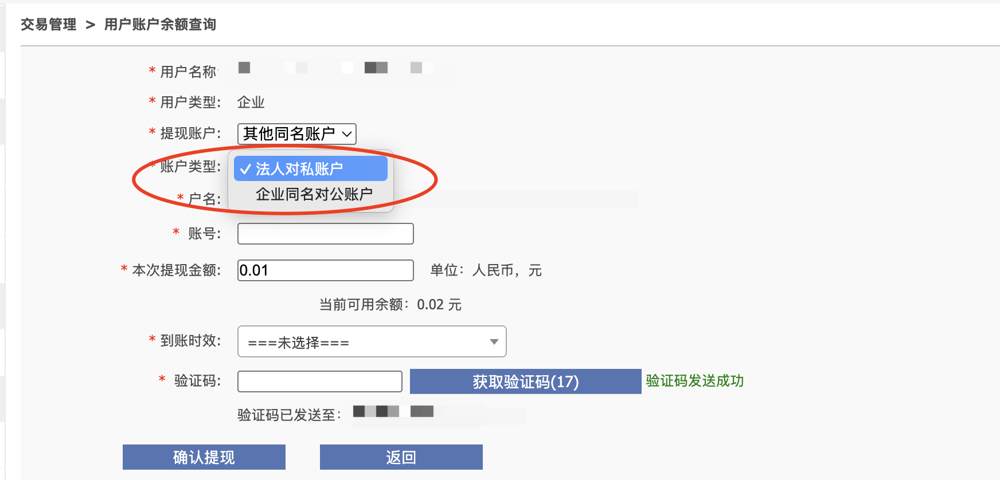 交易管理 > 用户账户余额查询
* 用户名称:
* 用户类型: 企业
* 提现账户: 其他同名账户
* 账户类型: ✓ 法人对私账户
企业同名对公账户
* 户名:
* 账号:
* 本次提现金额: 0.01 单位：人民币，元
当前可用余额：0.02 元
* 到账时效: ===未选择===
* 验证码: 获取验证码(17) 验证码发送成功
验证码已发送至：
确认提现 返回